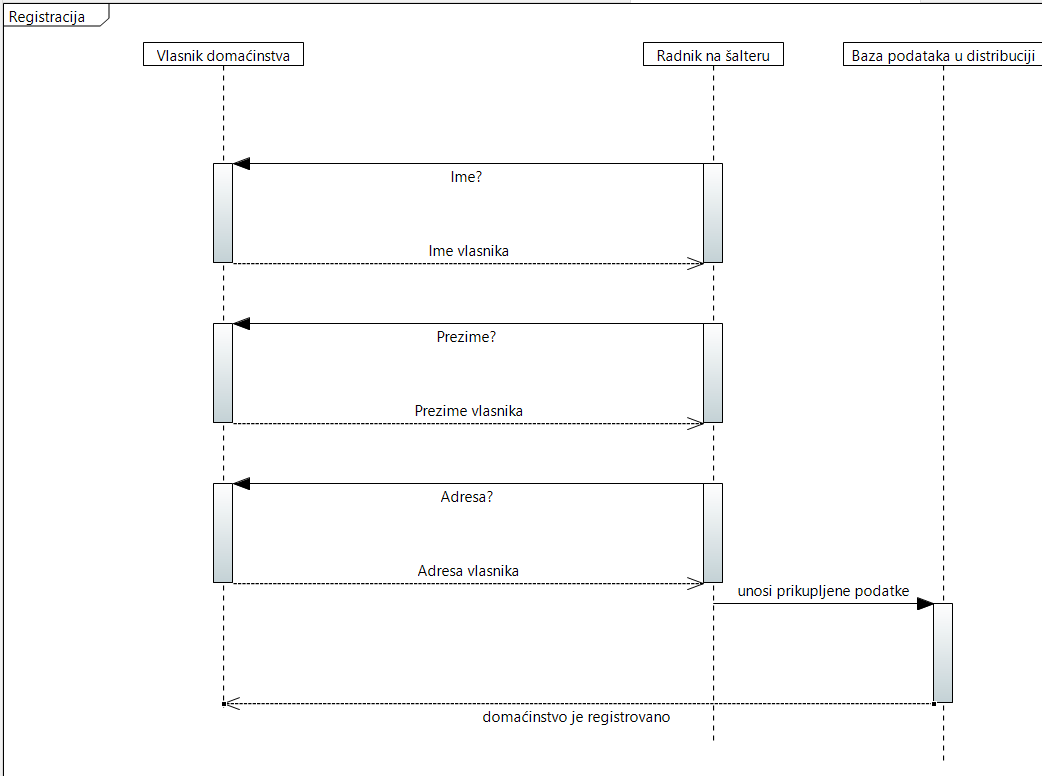 Registracija
Vlasnik domaćinstva
Radnik na šalteru
Baza podataka u distribuciji
Ime?
Ime vlasnika
Prezime?
Prezime vlasnika
Adresa?
Adresa vlasnika
unosi prikupljene podatke
domaćinstvo je registrovano